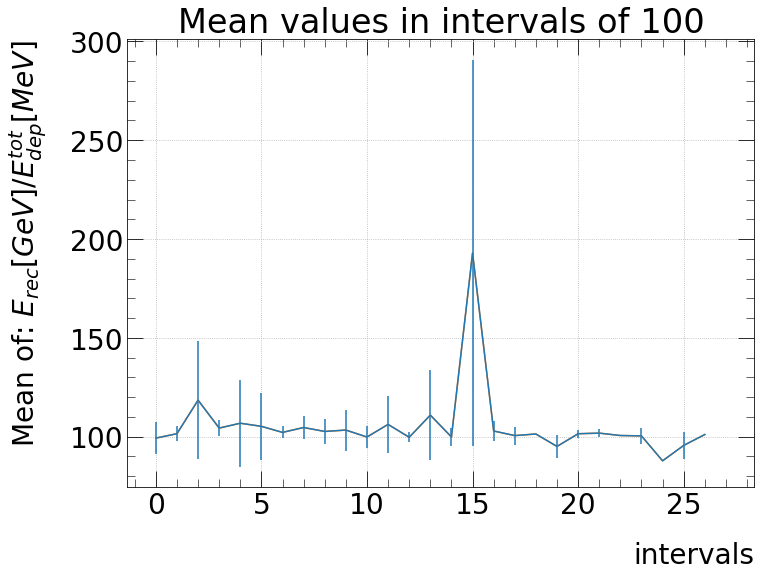 Mean values in intervals of 100
Mean of: E_rec[GeV]/E_dep^tot[MeV]
300
250
200
150
100
0 5 10 15 20 25
intervals